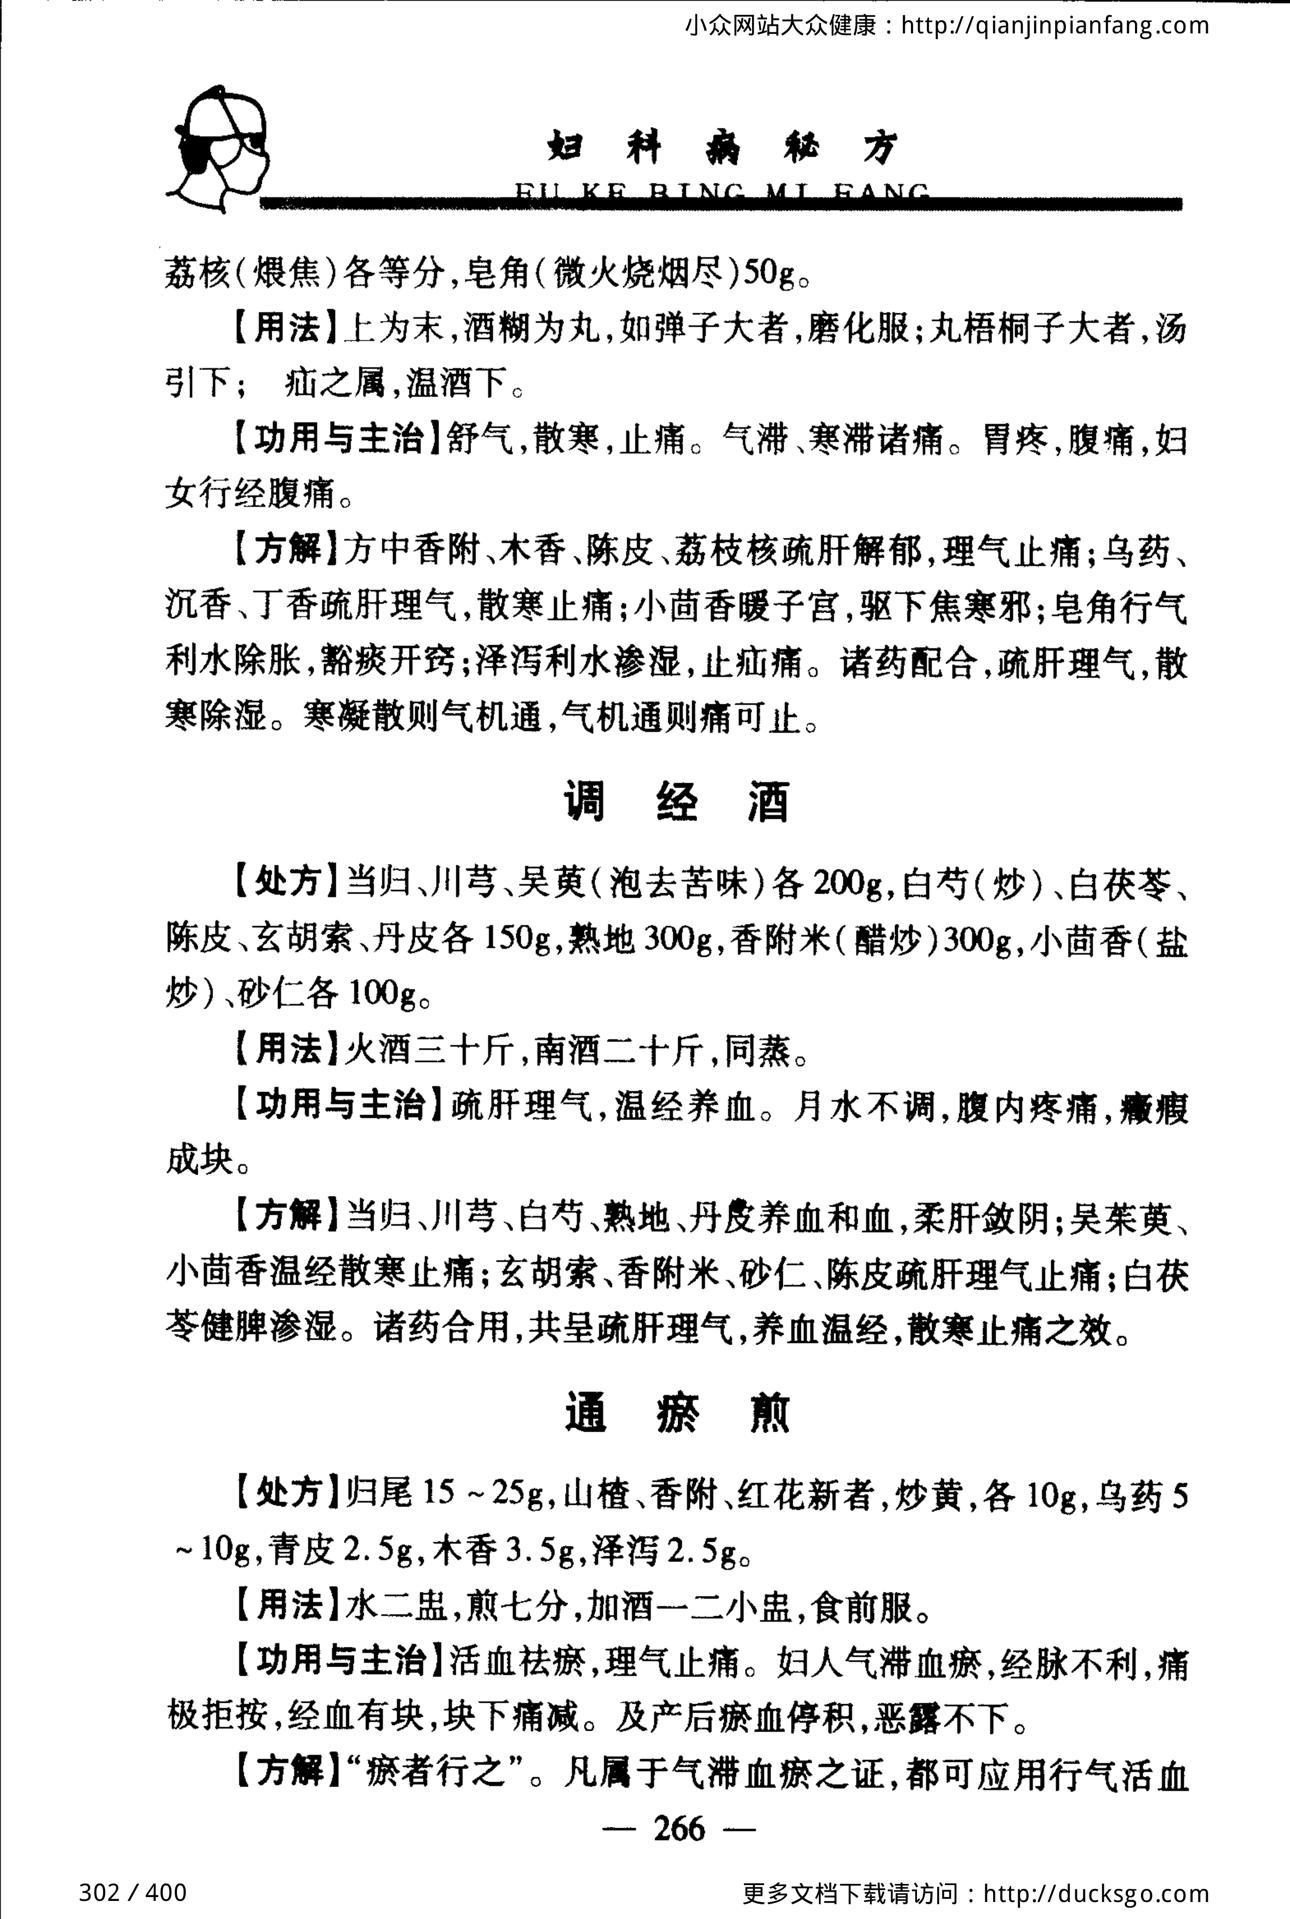 小众网站大众健康：http://qianjinpianfang.com
妇科病秘方
FU KE BING MI FANG
荔核(煨焦)各等分,皂角(微火烧烟尽)50g。
【用法】上为末,酒糊为丸,如弹子大者,磨化服;丸梧桐子大者,汤
引下; 疝之属,温酒下。
【功用与主治】舒气,散寒,止痛。气滞、寒滞诸痛。胃疼,腹痛,妇
女行经腹痛。
【方解】方中香附、木香、陈皮、荔枝核疏肝解郁,理气止痛;乌药、
沉香、丁香疏肝理气,散寒止痛;小茴香暖子宫,驱下焦寒邪;皂角行气
利水除胀,豁痰开窍;泽泻利水渗湿,止疝痛。诸药配合,疏肝理气,散
寒除湿。寒凝散则气机通,气机通则痛可止。
调经酒
【处方】当归、川芎、吴萸(泡去苦味)各200g,白芍(炒)、白茯苓、
陈皮、玄胡索、丹皮各150g,熟地300g,香附米(醋炒)300g,小茴香(盐
炒)、砂仁各100g。
【用法】火酒三十斤,南酒二十斤,同蒸。
【功用与主治】疏肝理气,温经养血。月水不调,腹内疼痛,癥瘕
成块。
【方解】当归、川芎、白芍、熟地、丹皮养血和血,柔肝敛阴;吴茱萸、
小茴香温经散寒止痛;玄胡索、香附米、砂仁、陈皮疏肝理气止痛;白茯
苓健脾渗湿。诸药合用,共呈疏肝理气,养血温经,散寒止痛之效。
通瘀煎
【处方】归尾15~25g,山楂、香附、红花新者,炒黄,各10g,乌药5
~10g,青皮2.5g,木香3.5g,泽泻2.5g。
【用法】水二盅,煎七分,加酒一二小盅,食前服。
【功用与主治】活血祛瘀,理气止痛。妇人气滞血瘀,经脉不利,痛
极拒按,经血有块,块下痛减。及产后瘀血停积,恶露不下。
【方解】“瘀者行之”。凡属于气滞血瘀之证,都可应用行气活血
— 266 —
302 / 400
更多文档下载请访问：http://ducksgo.com